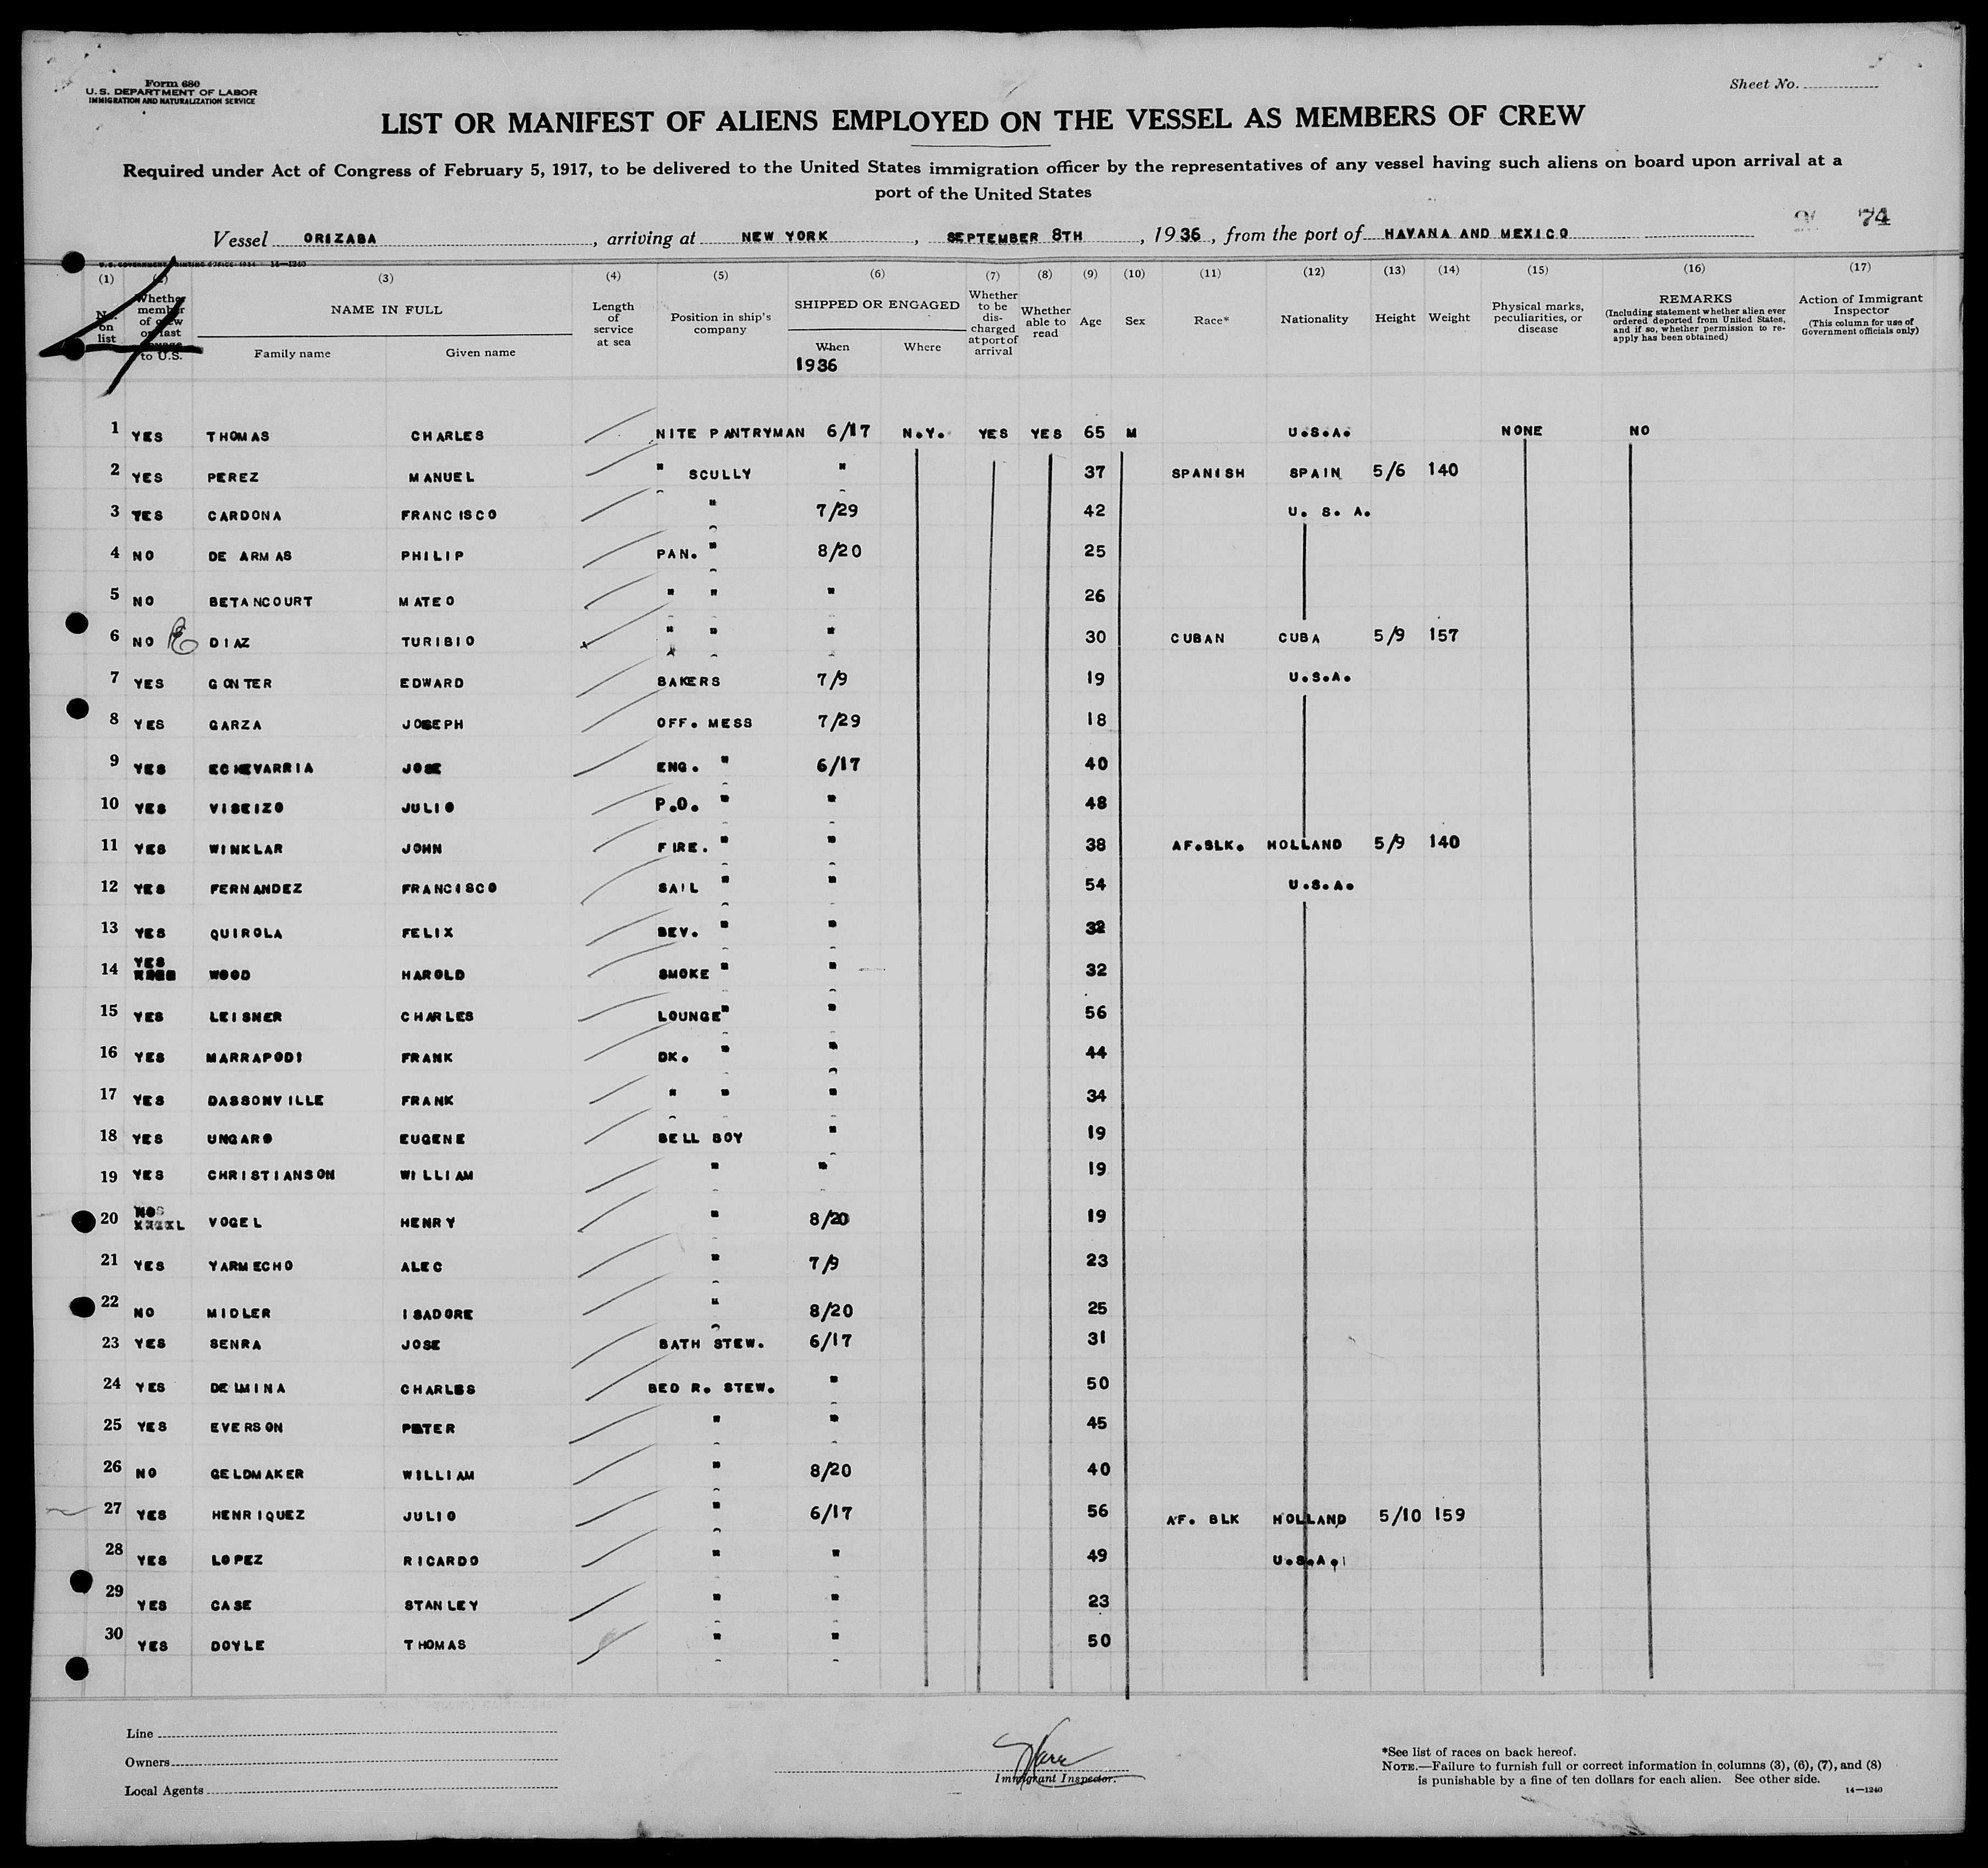 Form 680
U. S. DEPARTMENT OF LABOR
IMMIGRATION AND NATURALIZATION SERVICE
Sheet No.
LIST OR MANIFEST OF ALIENS EMPLOYED ON THE VESSEL AS MEMBERS OF CREW
Required under Act of Congress of February 5, 1917, to be delivered to the United States immigration officer by the representatives of any vessel having such aliens on board upon arrival at a
port of the United States
74
Vessel ORIZABA, arriving at NEW YORK, SEPTEMBER 8TH, 1936, from the port of HAVANA AND MEXICO
U. S. GOVERNMENT PRINTING OFFICE: 1934 14—1240
(1) (2) (3) (4) (5) (6) (7) (8) (9) (10) (11) (12) (13) (14) (15) (16) (17)
No. on list
Whether member of crew on last voyage to U.S.
NAME IN FULL
Family name Given name
Length of service at sea
Position in ship's company
SHIPPED OR ENGAGED
When Where
1936
Whether to be discharged at port of arrival
Whether able to read
Age
Sex
Race*
Nationality
Height
Weight
Physical marks, peculiarities, or disease
REMARKS
(Including statement whether alien ever ordered deported from United States, and if so, whether permission to re-apply has been obtained)
Action of Immigrant Inspector
(This column for use of Government officials only)
1 YES THOMAS CHARLES NITE PANTRYMAN 6/17 N.Y. YES YES 65 M U.S.A. NONE NO
2 YES PEREZ MANUEL " SCULLY " 37 SPANISH SPAIN 5/6 140
3 YES CARDONA FRANCISCO " 7/29 42 U. S. A.
4 NO DE ARMAS PHILIP PAN. " 8/20 25
5 NO BETANCOURT MATEO " " " 26
6 NO DIAZ TURIBIO " " " 30 CUBAN CUBA 5/9 157
7 YES GONTER EDWARD BAKERS 7/9 19 U.S.A.
8 YES GARZA JOSEPH OFF. MESS 7/29 18
9 YES ECHEVARRIA JOSE ENG. " 6/17 40
10 YES VISEIZO JULIO P.O. " " 48
11 YES WINKLAR JOHN FIRE. " " 38 AF.BLK. HOLLAND 5/9 140
12 YES FERNANDEZ FRANCISCO SAIL " " 54 U.S.A.
13 YES QUIROLA FELIX BEV. " " 32
14 YES WOOD HAROLD SMOKE " " 32
15 YES LEISNER CHARLES LOUNGE " " 56
16 YES MARRAPODI FRANK DK. " " 44
17 YES DASSONVILLE FRANK " " " 34
18 YES UNGARO EUGENE BELL BOY " 19
19 YES CHRISTIANSON WILLIAM " " 19
20 NO VOGEL HENRY " 8/20 19
21 YES YARMECHO ALEC " 7/9 23
22 NO MIDLER ISADORE " 8/20 25
23 YES SENRA JOSE BATH STEW. 6/17 31
24 YES DELMINA CHARLES BED R. STEW. " 50
25 YES EVERSON PETER " " 45
26 NO GELDMAKER WILLIAM " 8/20 40
27 YES HENRIQUEZ JULIO " 6/17 56 AF. BLK HOLLAND 5/10 159
28 YES LOPEZ RICARDO " " 49 U.S.A.
29 YES CASE STANLEY " " 23
30 YES DOYLE THOMAS " " 50
Line
Owners
Local Agents
Immigrant Inspector.
*See list of races on back hereof.
NOTE.—Failure to furnish full or correct information in columns (3), (6), (7), and (8)
is punishable by a fine of ten dollars for each alien. See other side.
14—1240